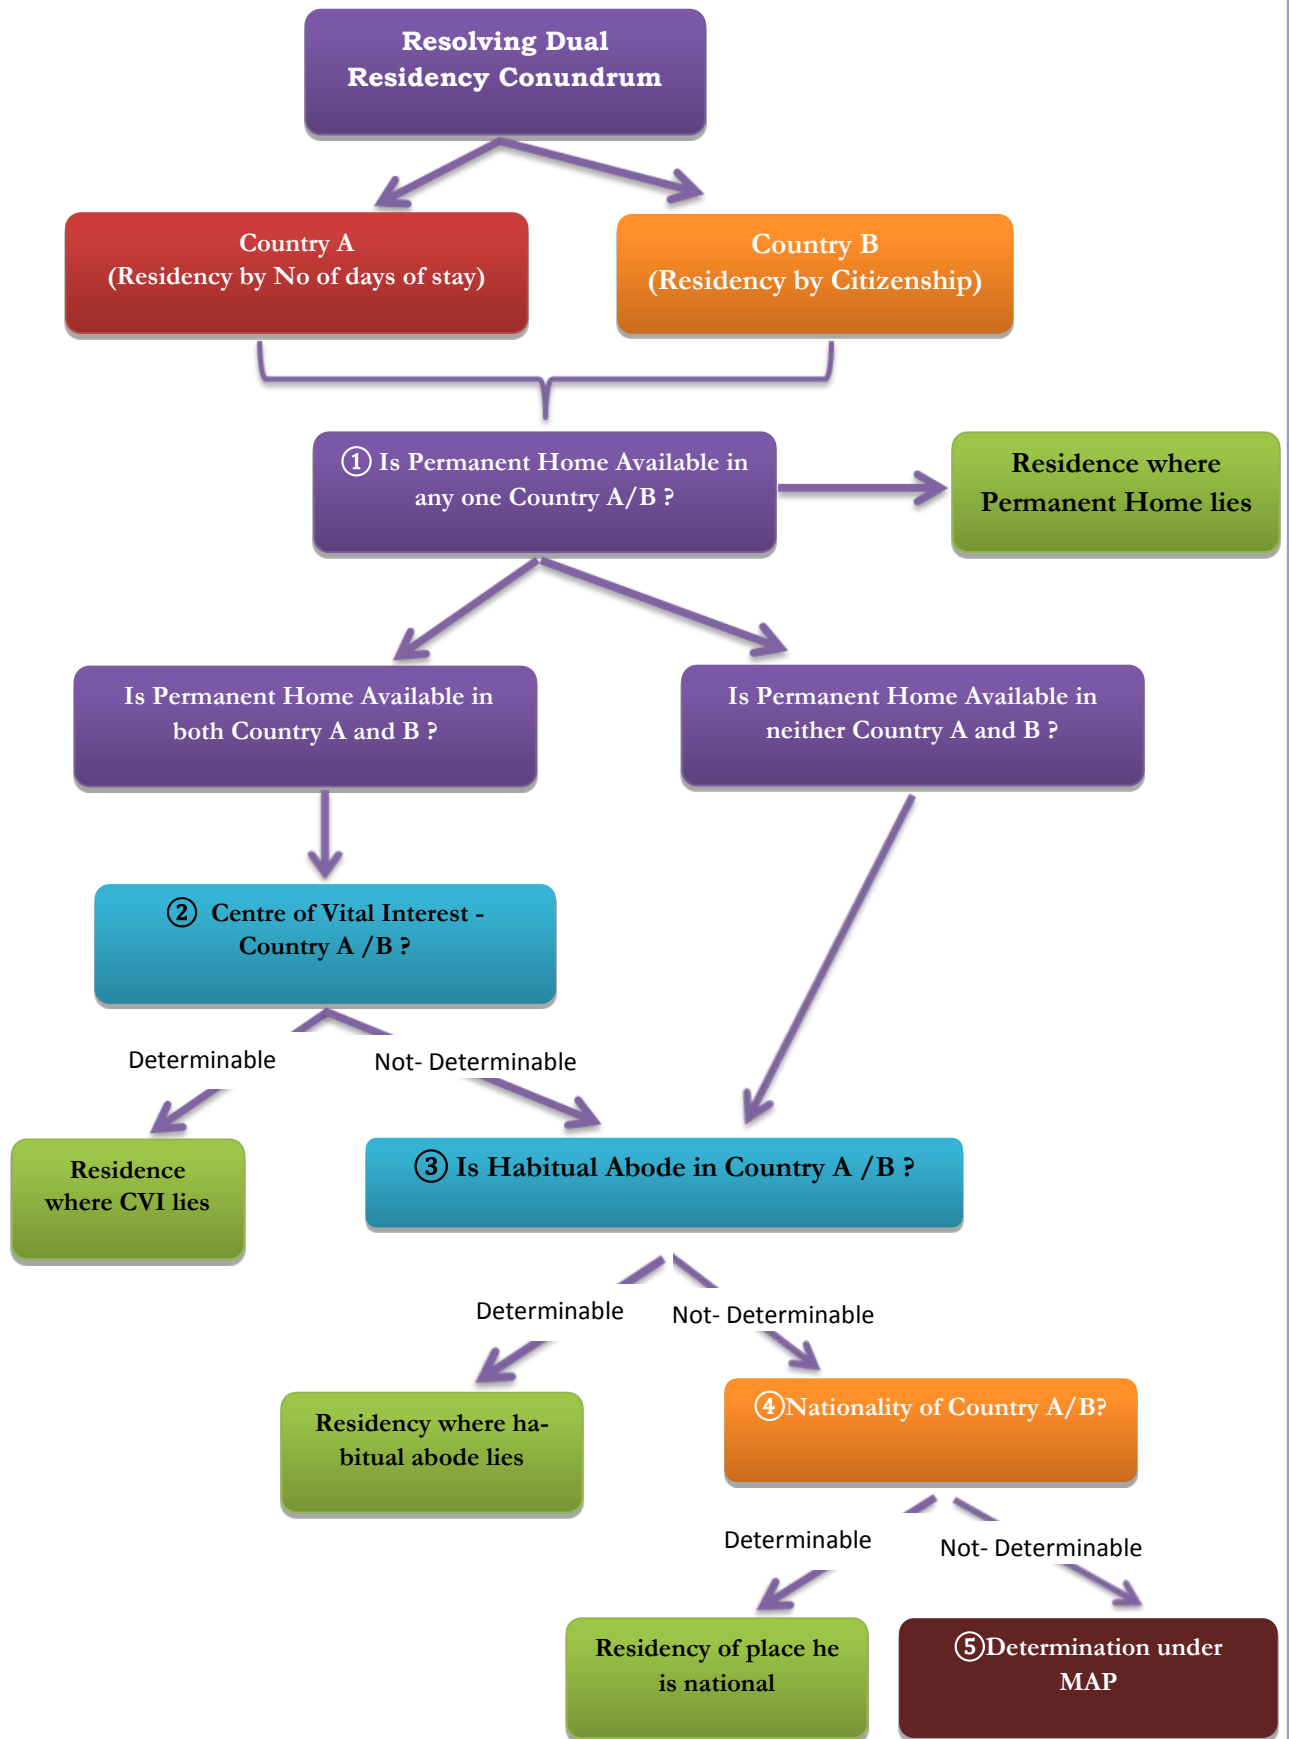 Resolving Dual
Residency Conundrum
Country A
(Residency by No of days of stay)
Country B
(Residency by Citizenship)
① Is Permanent Home Available in
any one Country A/B ?
Residence where
Permanent Home lies
Is Permanent Home Available in
both Country A and B ?
Is Permanent Home Available in
neither Country A and B ?
② Centre of Vital Interest -
Country A /B ?
Determinable
Not- Determinable
Residence
where CVI lies
③ Is Habitual Abode in Country A /B ?
Determinable
Not- Determinable
Residency where ha-
bitual abode lies
④Nationality of Country A/B?
Determinable
Not- Determinable
Residency of place he
is national
⑤Determination under
MAP